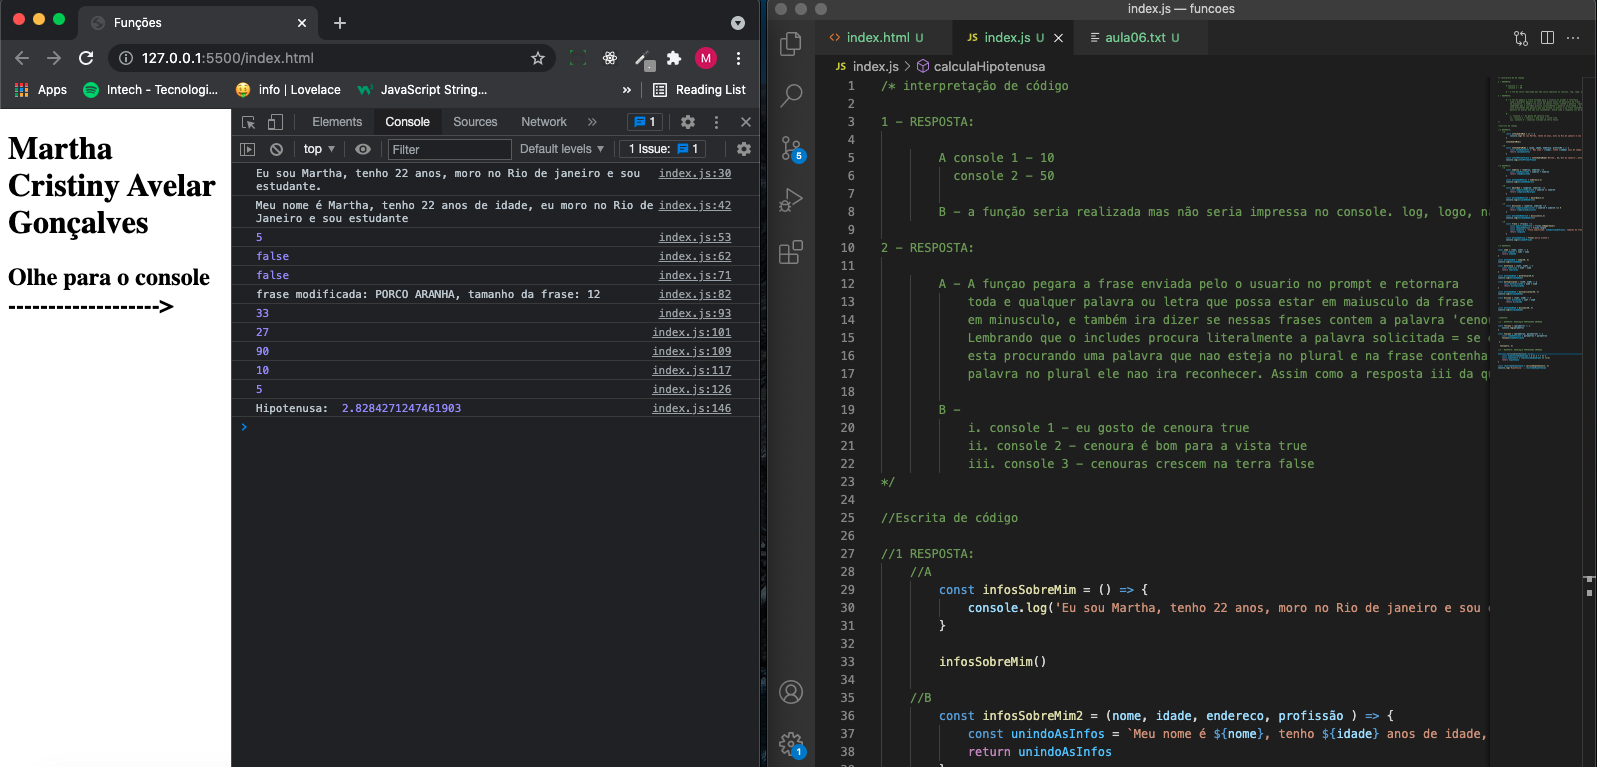 Funções
127.0.0.1:5500/index.html
M
Apps
Intech - Tecnologi...
info | Lovelace
JavaScript String...
»
Reading List
Martha
Cristiny Avelar
Gonçalves
Olhe para o console
------------------->
Elements Console Sources Network » 1
top Filter Default levels 1 Issue: 1
Eu sou Martha, tenho 22 anos, moro no Rio de janeiro e sou index.js:30
estudante.
Meu nome é Martha, tenho 22 anos de idade, eu moro no Rio de index.js:42
Janeiro e sou estudante
5 index.js:53
false index.js:62
false index.js:71
frase modificada: PORCO ARANHA, tamanho da frase: 12 index.js:82
33 index.js:93
27 index.js:101
90 index.js:109
10 index.js:117
5 index.js:126
Hipotenusa: 2.8284271247461903 index.js:146
>
index.js — funcoes
index.html U
JS index.js U
aula06.txt U
JS index.js > calculaHipotenusa
5
1
1 /* interpretação de código
2
3 1 - RESPOSTA:
4
5 A console 1 - 10
6 console 2 - 50
7
8 B - a função seria realizada mas não seria impressa no console. log, logo,
9
10 2 - RESPOSTA:
11
12 A - A funçao pegara a frase enviada pelo o usuario no prompt e retornara
13 toda e qualquer palavra ou letra que possa estar em maiusculo da frase
14 em minusculo, e também ira dizer se nessas frases contem a palavra 'ceno
15 Lembrando que o includes procura literalmente a palavra solicitada = se
16 esta procurando uma palavra que nao esteja no plural e na frase contenha
17 palavra no plural ele nao ira reconhecer. Assim como a resposta iii da
18
19 B -
20 i. console 1 - eu gosto de cenoura true
21 ii. console 2 - cenoura é bom para a vista true
22 iii. console 3 - cenouras crescem na terra false
23 */
24
25 //Escrita de código
26
27 //1 RESPOSTA:
28 //A
29 const infosSobreMim = () => {
30 console.log('Eu sou Martha, tenho 22 anos, moro no Rio de janeiro e sou
31 }
32
33 infosSobreMim()
34
35 //B
36 const infosSobreMim2 = (nome, idade, endereco, profissão ) => {
37 const unindoAsInfos = `Meu nome é ${nome}, tenho ${idade} anos de idade,
38 return unindoAsInfos